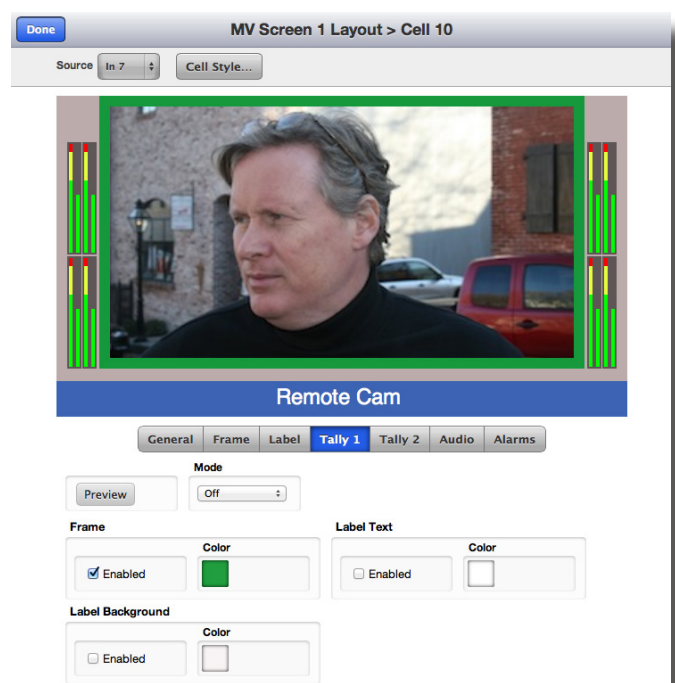 Done
MV Screen 1 Layout > Cell 10
Source In 7 Cell Style...
Remote Cam
General Frame Label Tally 1 Tally 2 Audio Alarms
Mode
Preview Off
Frame Label Text
Color Color
Enabled Enabled
Label Background
Color
Enabled